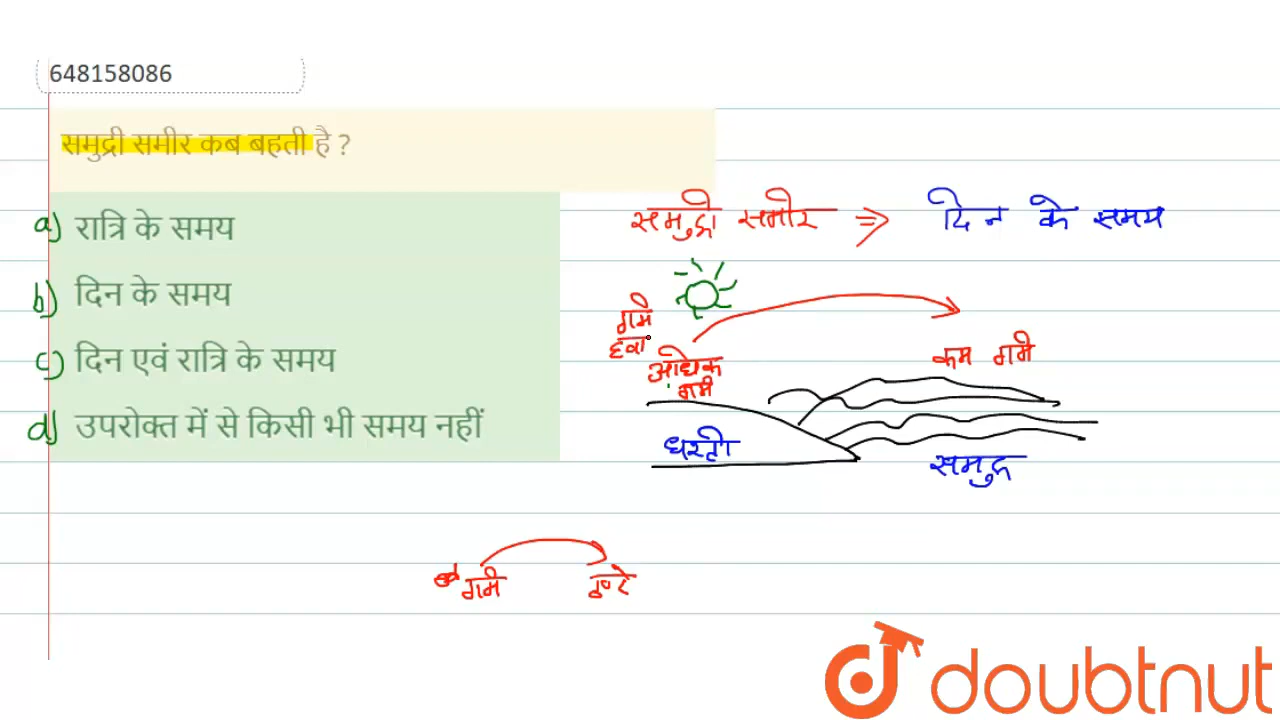 648158086
समुद्री समीर कब बहती है ?
a) रात्रि के समय
b) दिन के समय
c) दिन एवं रात्रि के समय
d) उपरोक्त में से किसी भी समय नहीं
समुद्री समीर ⇒ दिन के समय
गर्म
हवा
अधिक
गर्म
कम गर्म
धरती
समुद्र
गर्म
doubtnut